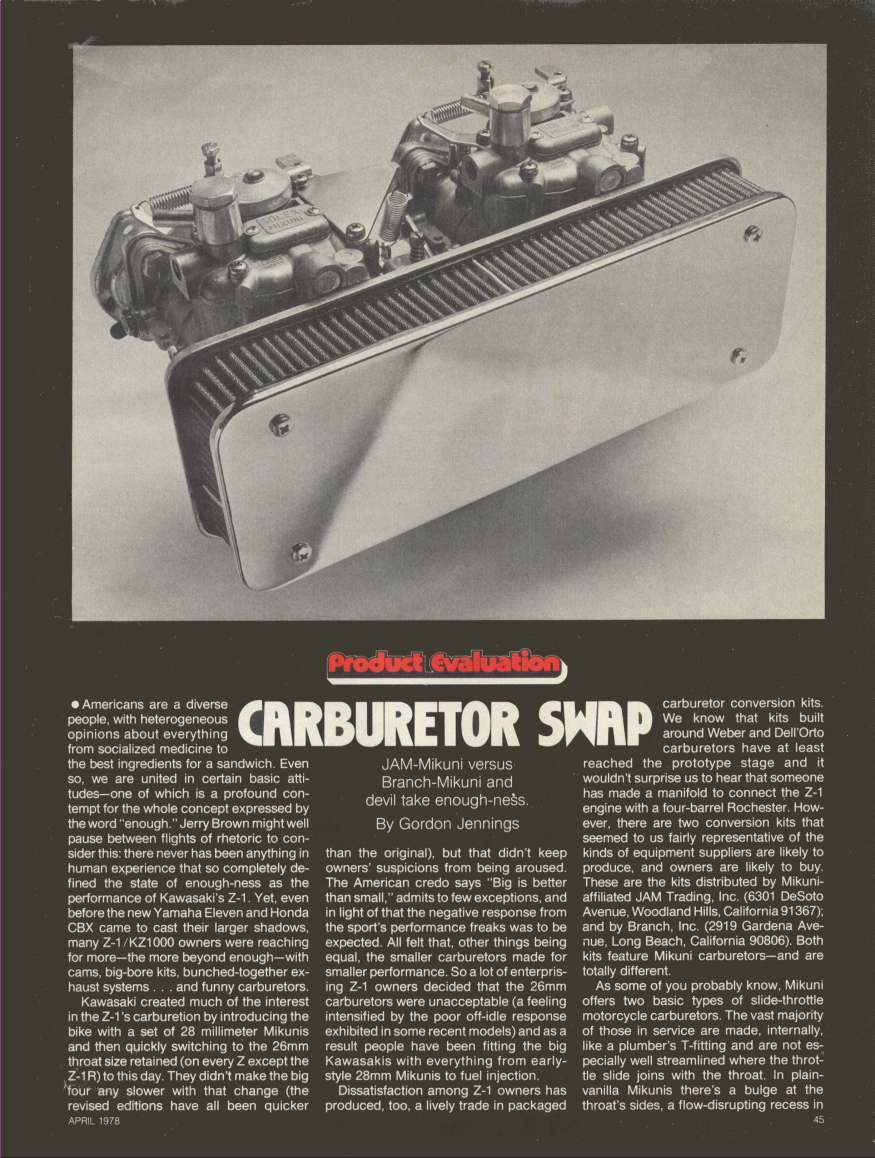 SOLEX
MIKUNI
Product Evaluation
CARBURETOR SWAP
JAM-Mikuni versus
Branch-Mikuni and
devil take enough-ness.
By Gordon Jennings
● Americans are a diverse
people, with heterogeneous
opinions about everything
from socialized medicine to
the best ingredients for a sandwich. Even
so, we are united in certain basic atti-
tudes—one of which is a profound con-
tempt for the whole concept expressed by
the word "enough." Jerry Brown might well
pause between flights of rhetoric to con-
sider this: there never has been anything in
human experience that so completely de-
fined the state of enough-ness as the
performance of Kawasaki's Z-1. Yet, even
before the new Yamaha Eleven and Honda
CBX came to cast their larger shadows,
many Z-1/KZ1000 owners were reaching
for more—the more beyond enough—with
cams, big-bore kits, bunched-together ex-
haust systems . . . and funny carburetors.
Kawasaki created much of the interest
in the Z-1's carburetion by introducing the
bike with a set of 28 millimeter Mikunis
and then quickly switching to the 26mm
throat size retained (on every Z except the
Z-1R) to this day. They didn't make the big
four any slower with that change (the
revised editions have all been quicker
than the original), but that didn't keep
owners' suspicions from being aroused.
The American credo says "Big is better
than small," admits to few exceptions, and
in light of that the negative response from
the sport's performance freaks was to be
expected. All felt that, other things being
equal, the smaller carburetors made for
smaller performance. So a lot of enterpris-
ing Z-1 owners decided that the 26mm
carburetors were unacceptable (a feeling
intensified by the poor off-idle response
exhibited in some recent models) and as a
result people have been fitting the big
Kawasakis with everything from early-
style 28mm Mikunis to fuel injection.
Dissatisfaction among Z-1 owners has
produced, too, a lively trade in packaged
carburetor conversion kits.
We know that kits built
around Weber and Dell'Orto
carburetors have at least
reached the prototype stage and it
wouldn't surprise us to hear that someone
has made a manifold to connect the Z-1
engine with a four-barrel Rochester. How-
ever, there are two conversion kits that
seemed to us fairly representative of the
kinds of equipment suppliers are likely to
produce, and owners are likely to buy.
These are the kits distributed by Mikuni-
affiliated JAM Trading, Inc. (6301 DeSoto
Avenue, Woodland Hills, California 91367);
and by Branch, Inc. (2919 Gardena Ave-
nue, Long Beach, California 90806). Both
kits feature Mikuni carburetors—and are
totally different.
As some of you probably know, Mikuni
offers two basic types of slide-throttle
motorcycle carburetors. The vast majority
of those in service are made, internally,
like a plumber's T-fitting and are not es-
pecially well streamlined where the throt-
tle slide joins with the throat. In plain-
vanilla Mikunis there's a bulge at the
throat's sides, a flow-disrupting recess in
APRIL 1978
45